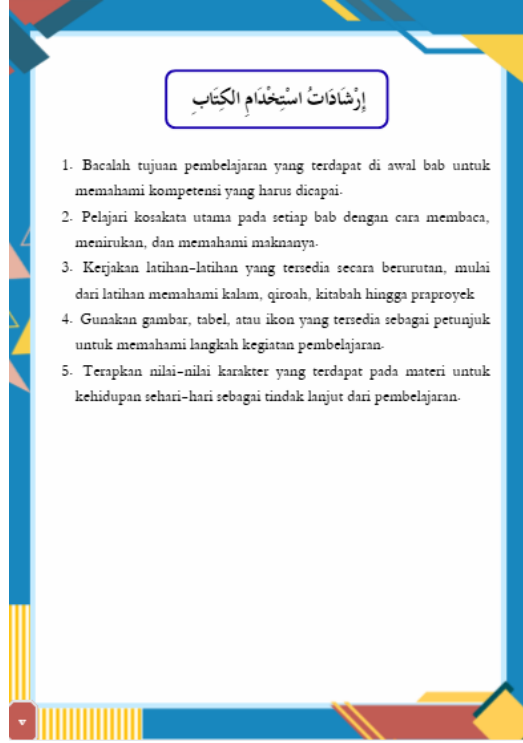 إِرْشَادَاتُ اسْتِخْدَامِ الكِتَابِ
1. Bacalah tujuan pembelajaran yang terdapat di awal bab untuk
memahami kompetensi yang harus dicapai.
2. Pelajari kosakata utama pada setiap bab dengan cara membaca,
menirukan, dan memahami maknanya.
3. Kerjakan latihan-latihan yang tersedia secara berurutan, mulai
dari latihan memahami kalam, qiroah, kitabah hingga praproyek
4. Gunakan gambar, tabel, atau ikon yang tersedia sebagai petunjuk
untuk memahami langkah kegiatan pembelajaran.
5. Terapkan nilai-nilai karakter yang terdapat pada materi untuk
kehidupan sehari-hari sebagai tindak lanjut dari pembelajaran.